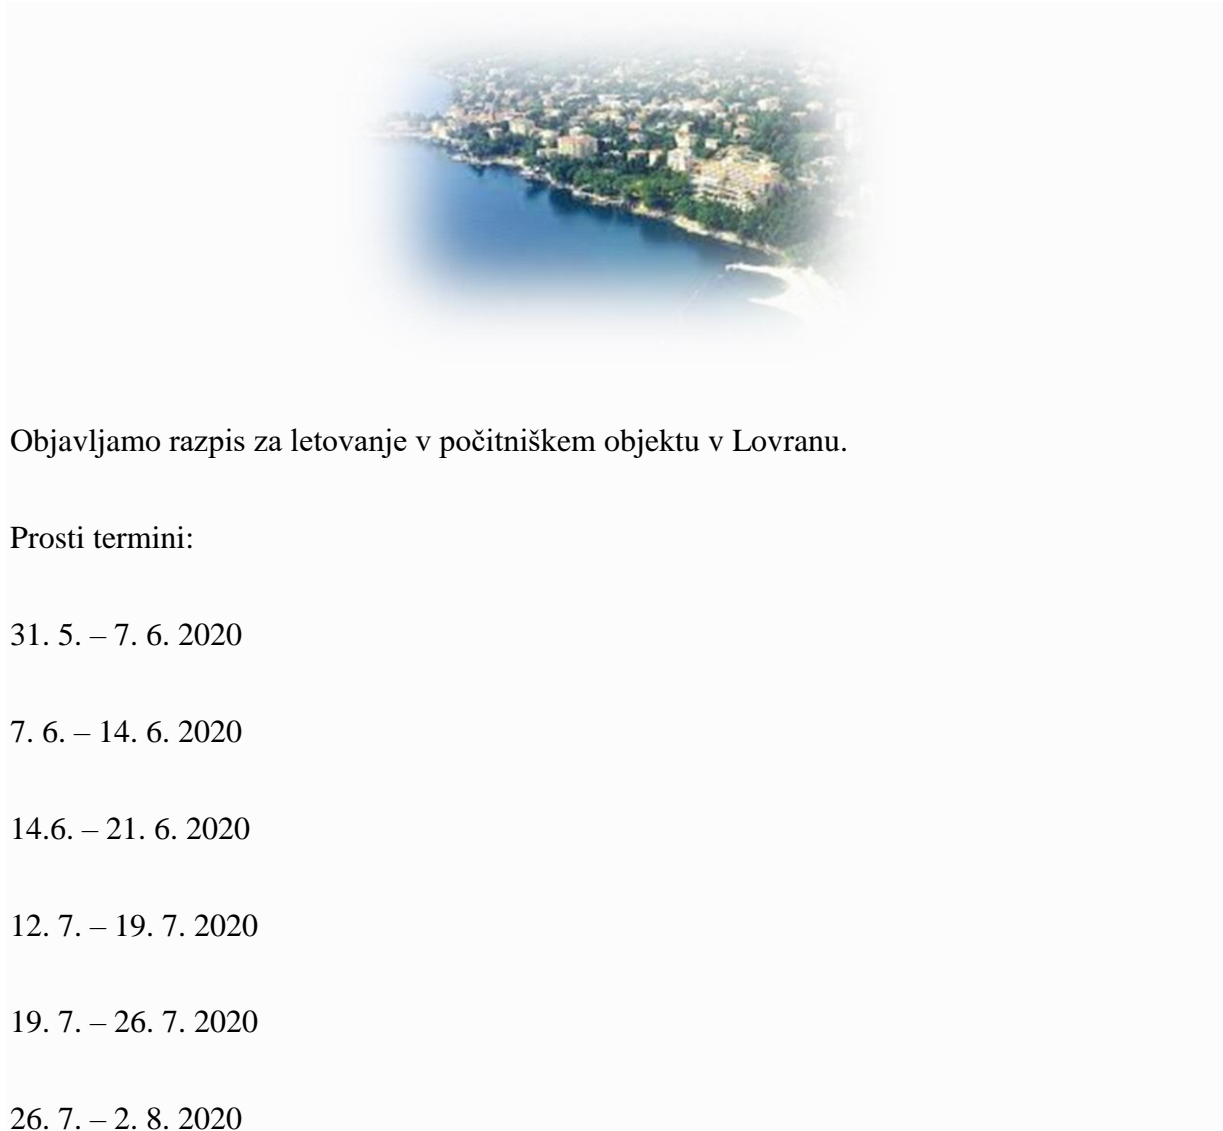 Objavljamo razpis za letovanje v počitniškem objektu v Lovranu.
Prosti termini:
31. 5. – 7. 6. 2020
7. 6. – 14. 6. 2020
14.6. – 21. 6. 2020
12. 7. – 19. 7. 2020
19. 7. – 26. 7. 2020
26. 7. – 2. 8. 2020